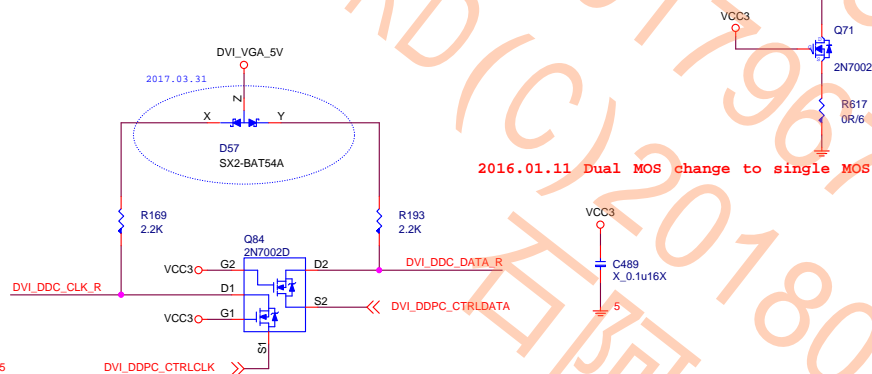 VCC3
Q71
2N7002
R617
0R/6
DVI_VGA_5V
2017.03.31
Z
X
Y
D57
SX2-BAT54A
2016.01.11 Dual MOS change to single MOS
R169
2.2K
R193
2.2K
VCC3
C489
X_0.1u16X
5
Q84
2N7002D
VCC3
G2
D2
DVI_DDC_DATA_R
DVI_DDC_CLK_R
D1
S2
DVI_DDPC_CTRLDATA
VCC3
G1
S1
DVI_DDPC_CTRLCLK
5
(C)20180